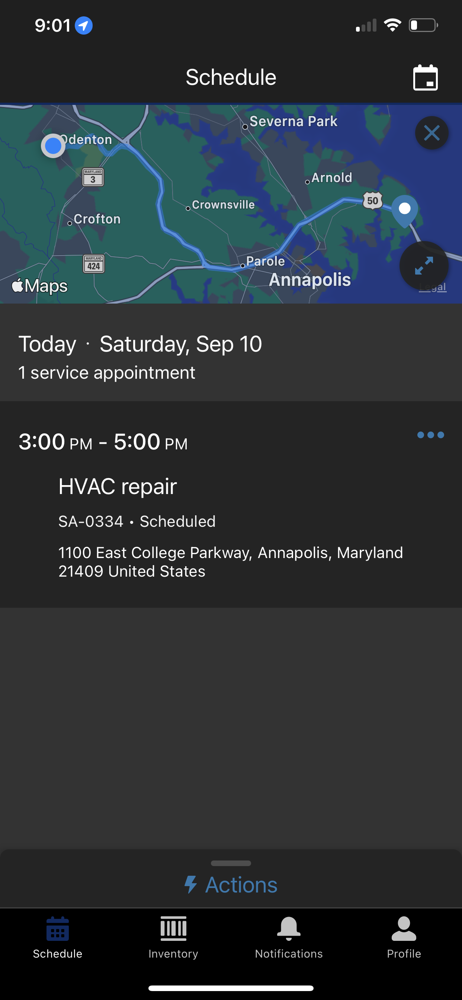 9:01
Schedule
Severna Park
Odenton
MARYLAND
3
Arnold
50
Crownsville
Crofton
MARYLAND
424
Parole
Annapolis
Maps
Legal
Today · Saturday, Sep 10
1 service appointment
3:00 PM - 5:00 PM
HVAC repair
SA-0334 • Scheduled
1100 East College Parkway, Annapolis, Maryland
21409 United States
Actions
Schedule Inventory Notifications Profile